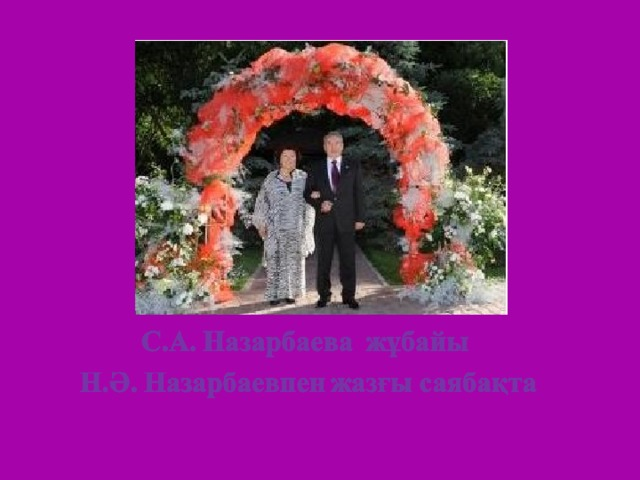 С.А. Назарбаева жұбайы
Н.Ә. Назарбаевпен жазғы саябақта